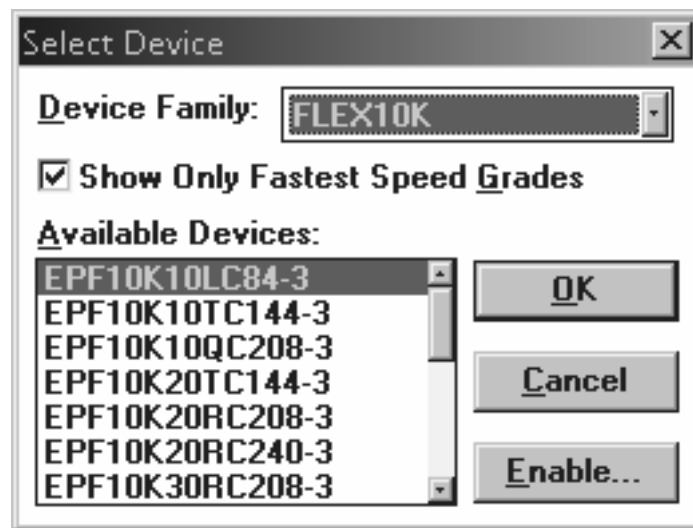 Select Device
Device Family: FLEX10K
Show Only Fastest Speed Grades
Available Devices:
EPF10K10LC84-3
EPF10K10TC144-3
EPF10K10QC208-3
EPF10K20TC144-3
EPF10K20RC208-3
EPF10K20RC240-3
EPF10K30RC208-3
OK
Cancel
Enable...